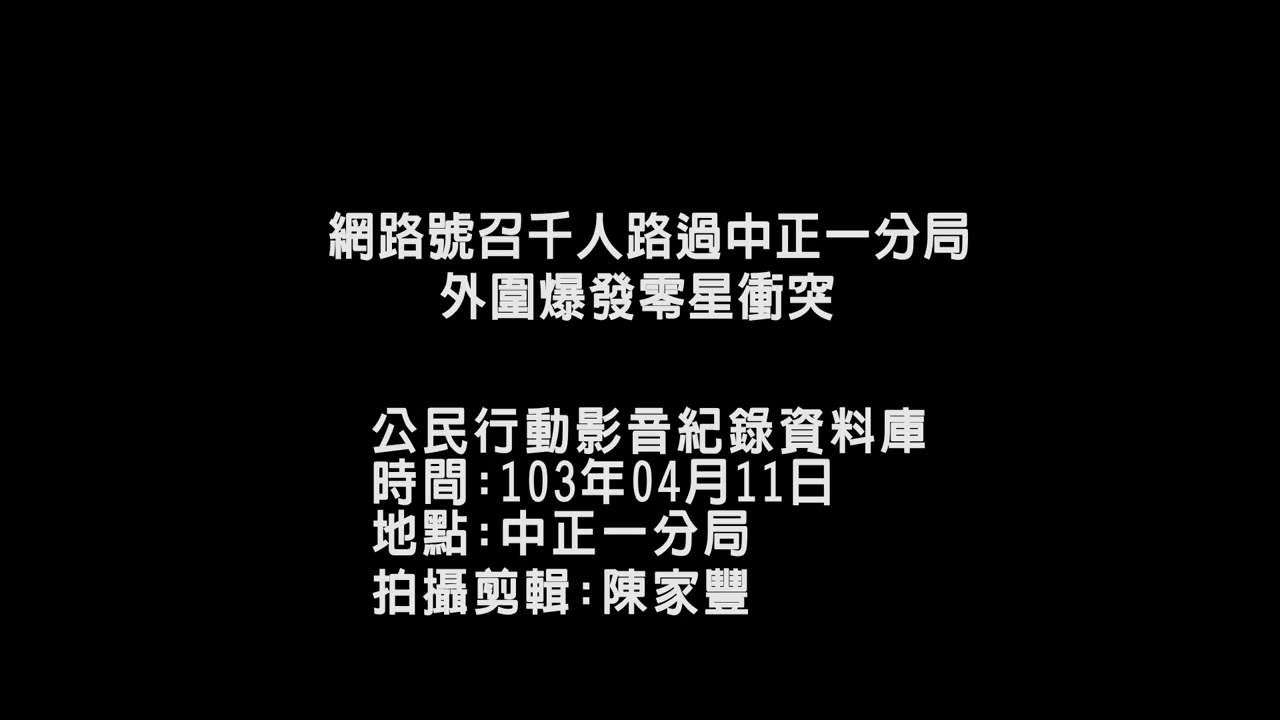 網路號召千人路過中正一分局
外圍爆發零星衝突
公民行動影音紀錄資料庫
時間:103年04月11日
地點:中正一分局
拍攝剪輯:陳家豐